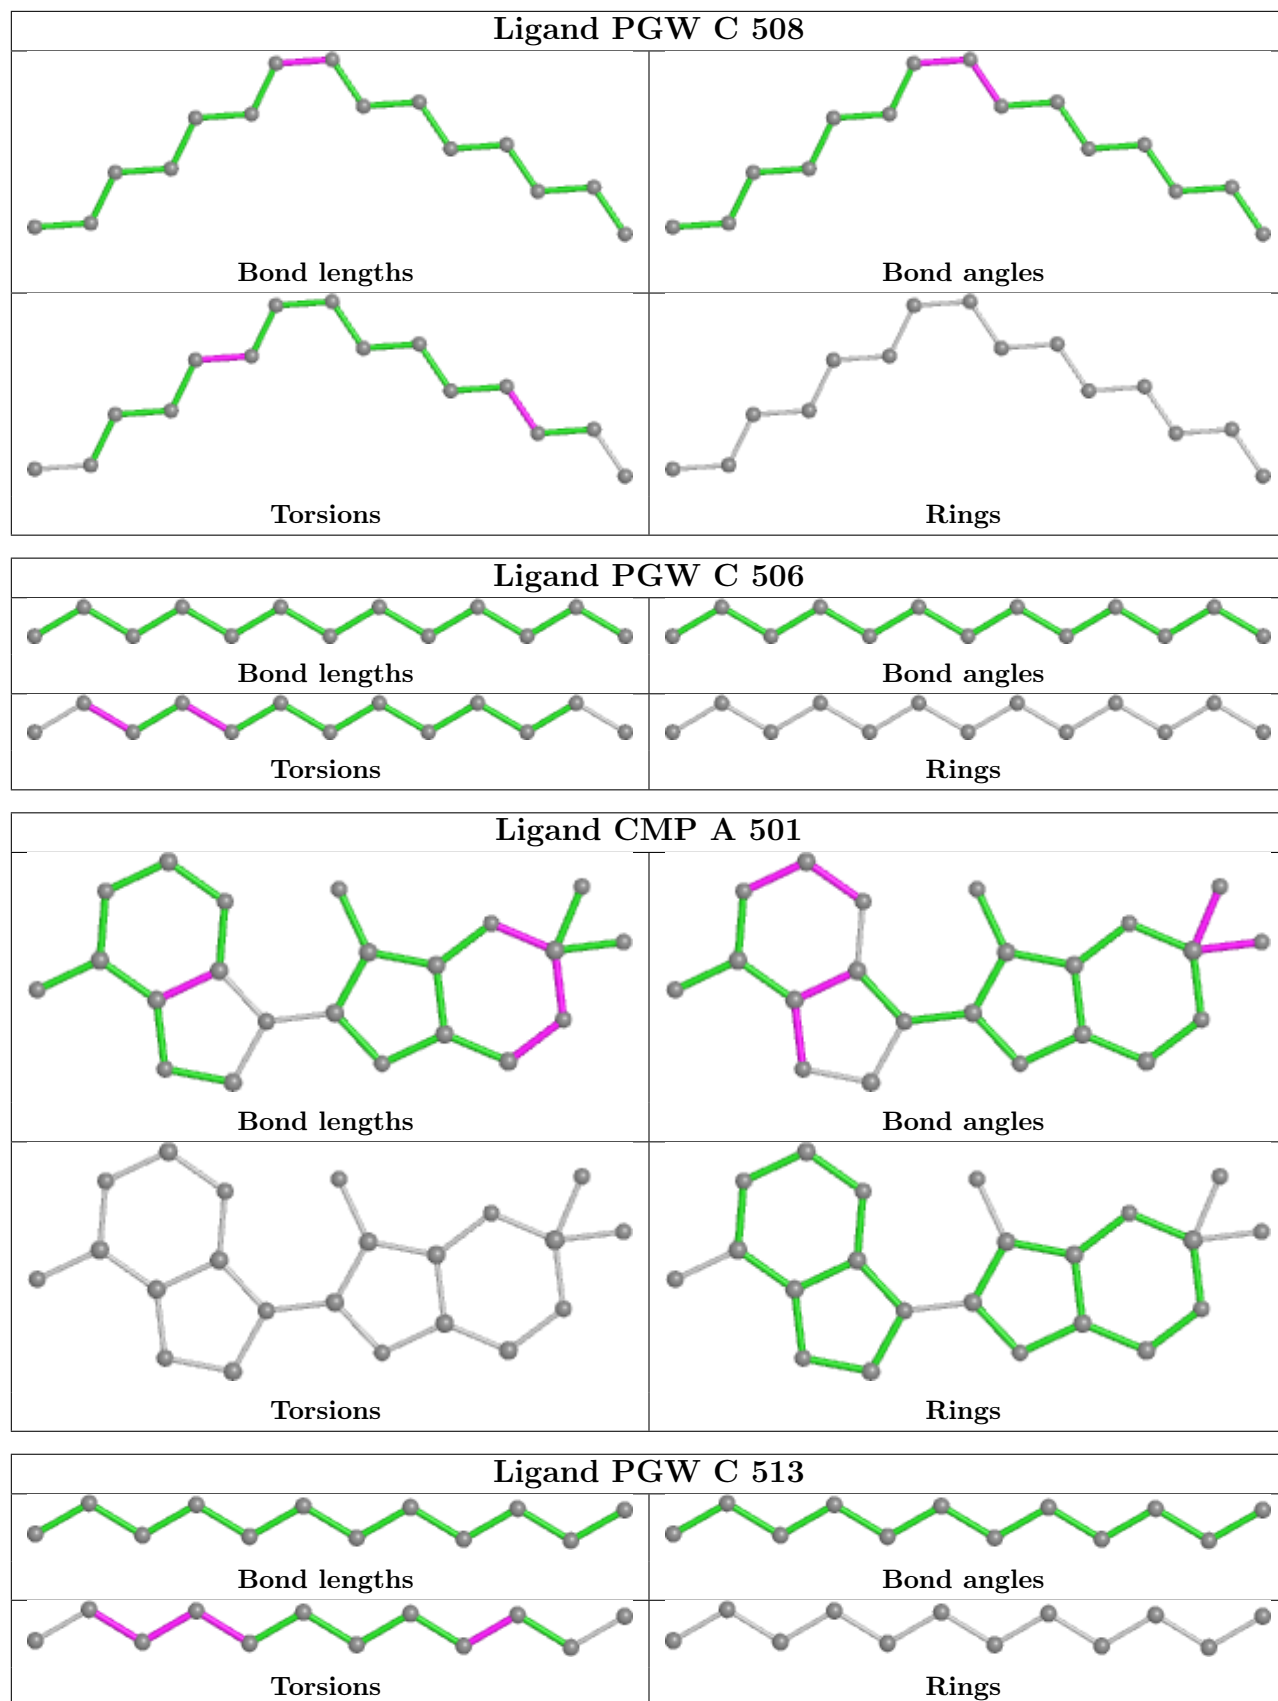 Ligand PGW C 508
Bond lengths
Bond angles
Torsions
Rings
Ligand PGW C 506
Bond lengths
Bond angles
Torsions
Rings
Ligand CMP A 501
Bond lengths
Bond angles
Torsions
Rings
Ligand PGW C 513
Bond lengths
Bond angles
Torsions
Rings